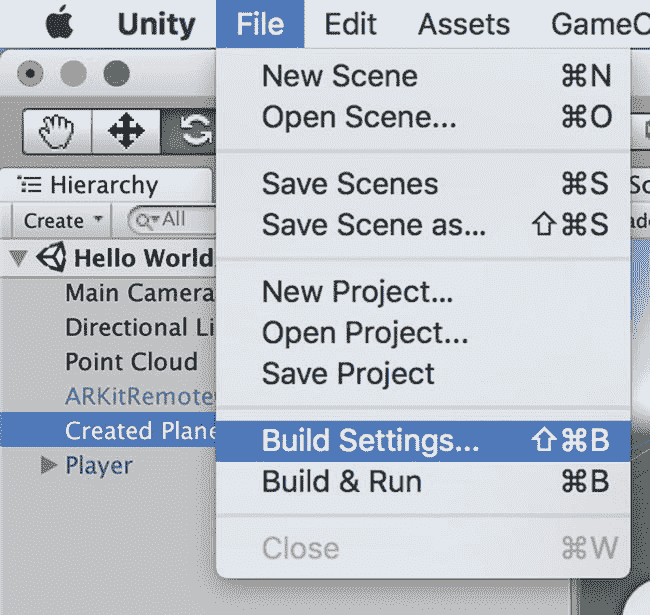 Unity File Edit Assets GameC
New Scene ⌘N
Open Scene... ⌘O
Save Scenes ⌘S
Save Scene as... ⇧⌘S
New Project...
Open Project...
Save Project
Build Settings... ⇧⌘B
Build & Run ⌘B
Close ⌘W
Hierarchy
Create All
Hello World
Main Camera
Directional Li
Point Cloud
ARKitRemote
Created Plane
Player